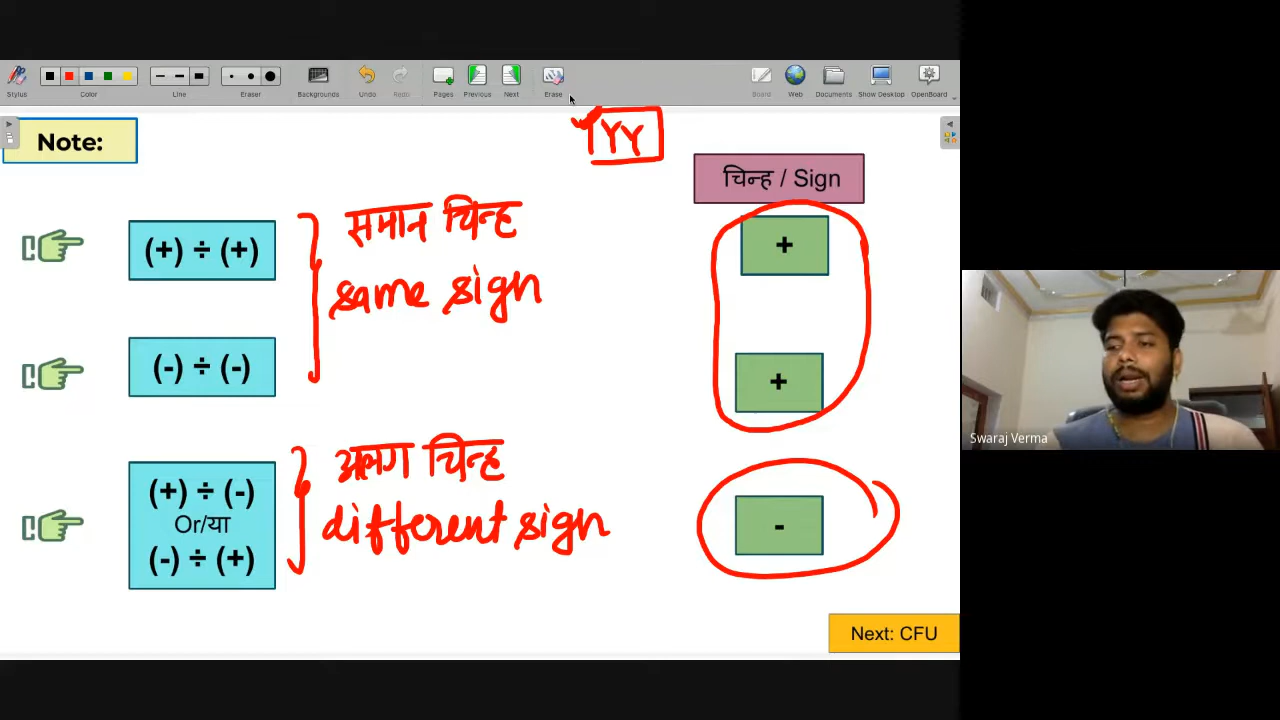 Stylus
Color
Line
Eraser
Backgrounds
Undo
Redo
Pages
Previous
Next
Erase
Board
Web
Documents
Show Desktop
OpenBoard
Note:
YYY
चिन्ह / Sign
(+) ÷ (+)
समान चिन्ह
same sign
+
(-) ÷ (-)
+
(+) ÷ (-)
Or/या
(-) ÷ (+)
अलग चिन्ह
different sign
-
Swaraj Verma
Next: CFU